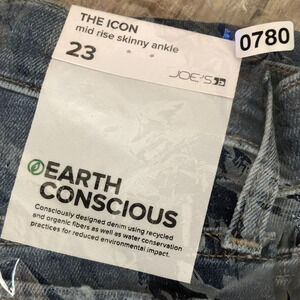 THE ICON
mid rise skinny ankle
23
JOE'S
0780
EARTH
CONSCIOUS
Consciously designed denim using recycled
and organic fibers as well as water conservation
practices for reduced environmental impact.